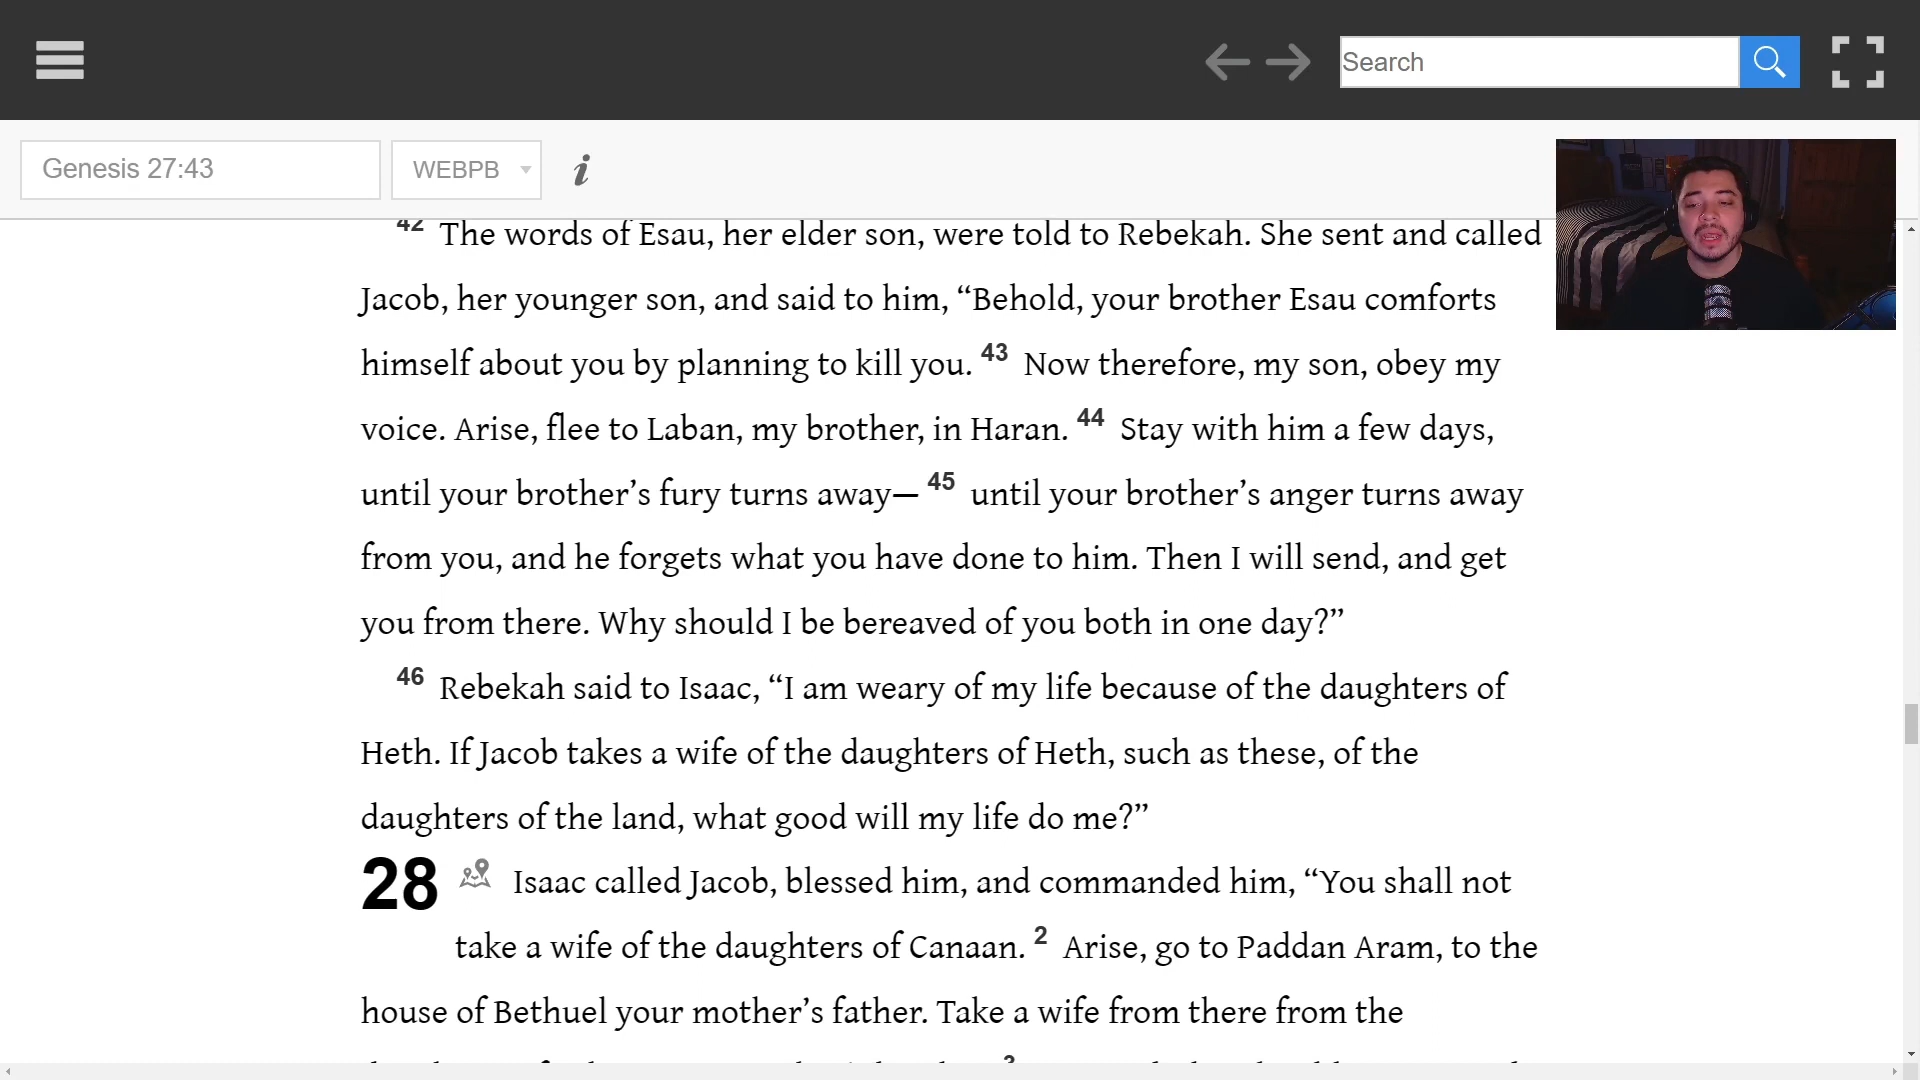 Search
Genesis 27:43
WEBPB
i
42 The words of Esau, her elder son, were told to Rebekah. She sent and called
Jacob, her younger son, and said to him, “Behold, your brother Esau comforts
himself about you by planning to kill you. 43 Now therefore, my son, obey my
voice. Arise, flee to Laban, my brother, in Haran. 44 Stay with him a few days,
until your brother’s fury turns away— 45 until your brother’s anger turns away
from you, and he forgets what you have done to him. Then I will send, and get
you from there. Why should I be bereaved of you both in one day?”
46 Rebekah said to Isaac, “I am weary of my life because of the daughters of
Heth. If Jacob takes a wife of the daughters of Heth, such as these, of the
daughters of the land, what good will my life do me?”
28 Isaac called Jacob, blessed him, and commanded him, “You shall not
take a wife of the daughters of Canaan. 2 Arise, go to Paddan Aram, to the
house of Bethuel your mother’s father. Take a wife from there from the